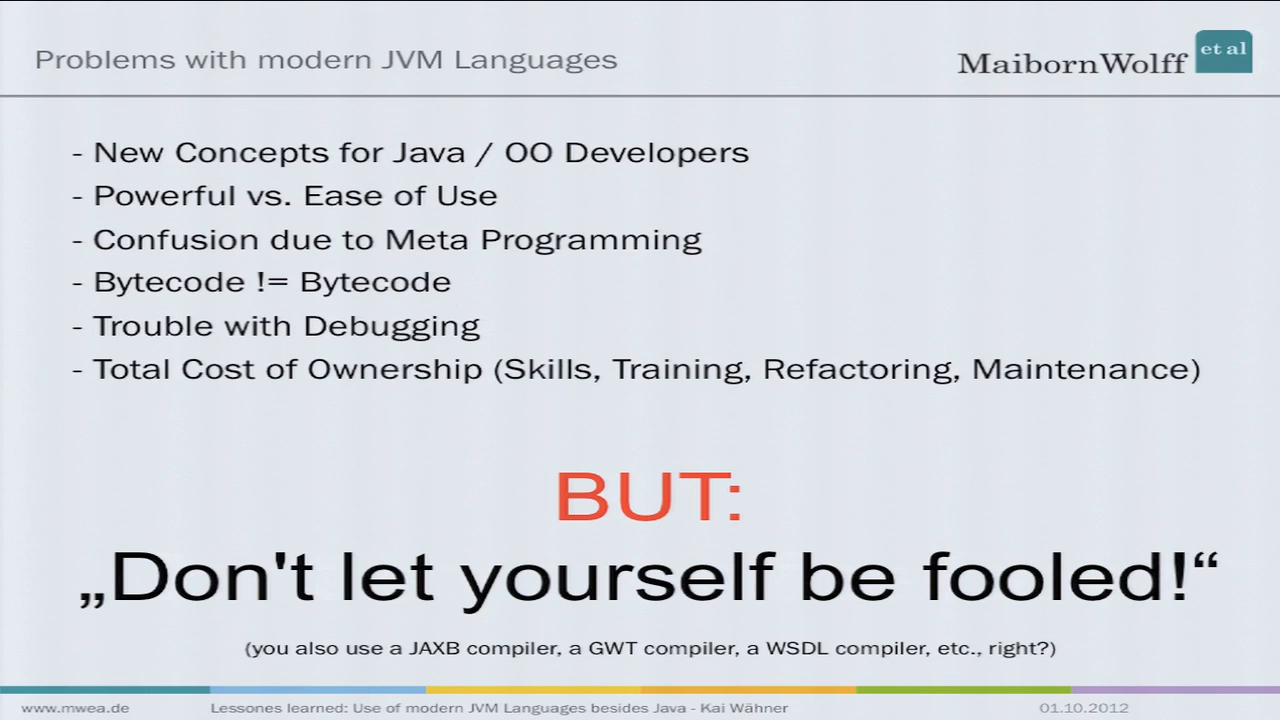 Problems with modern JVM Languages
MaibornWolff et al
- New Concepts for Java / OO Developers
- Powerful vs. Ease of Use
- Confusion due to Meta Programming
- Bytecode != Bytecode
- Trouble with Debugging
- Total Cost of Ownership (Skills, Training, Refactoring, Maintenance)
BUT:
„Don't let yourself be fooled!“
(you also use a JAXB compiler, a GWT compiler, a WSDL compiler, etc., right?)
www.mwea.de Lessones learned: Use of modern JVM Languages besides Java - Kai Wähner 01.10.2012